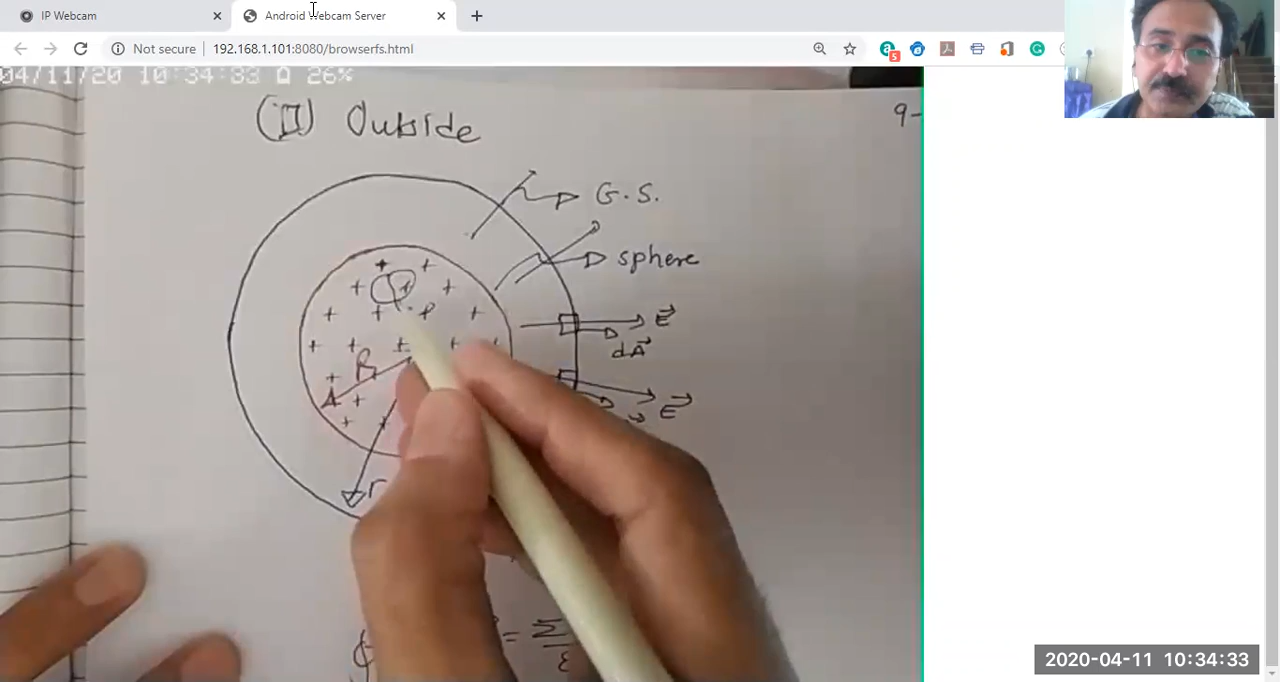 IP Webcam
Android Webcam Server
Not secure
192.168.1.101:8080/browserfs.html
5
04/11/20 10:34:33 26%
(II) Outside
9-
G.S.
sphere
E
dA
R
E
r
= Σ
2020-04-11 10:34:33